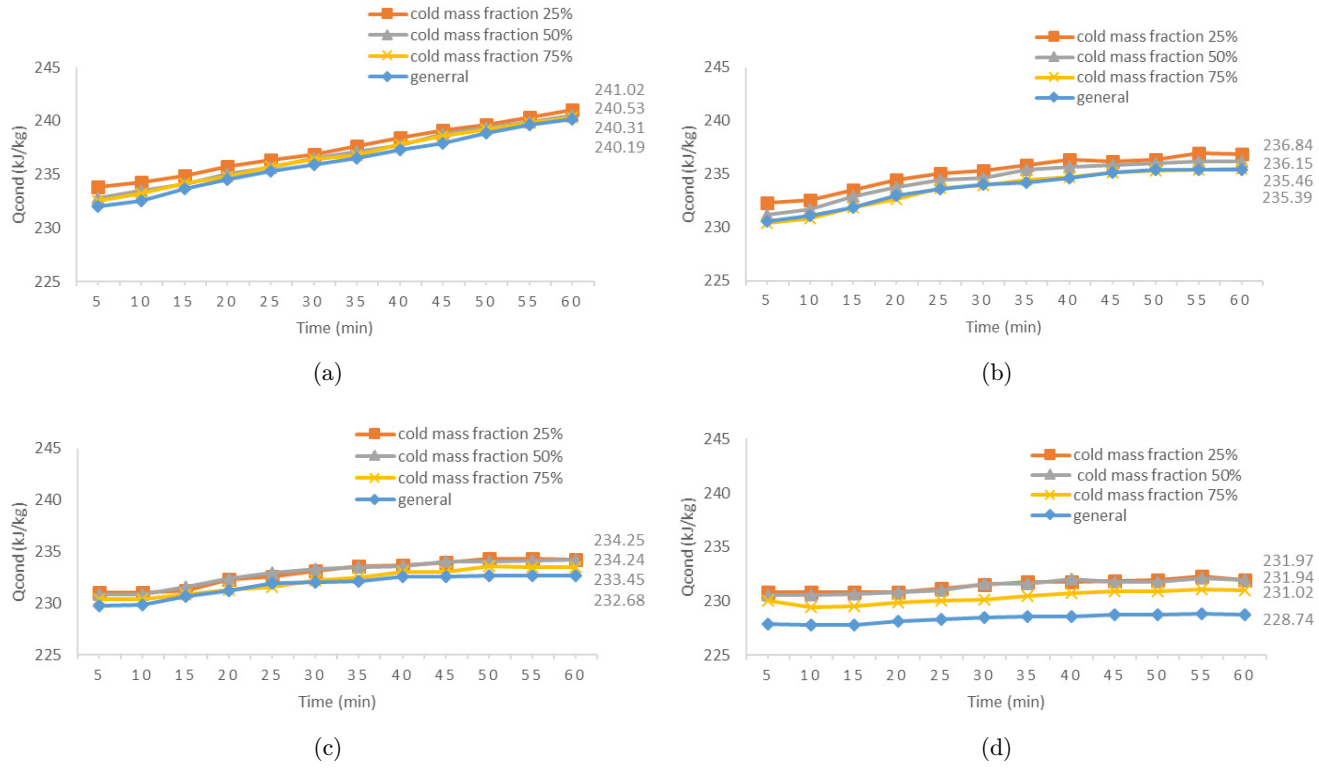 cold mass fraction 25%
cold mass fraction 50%
cold mass fraction 75%
generral
245
240
235
230
225
Qcond (kJ/kg)
241.02
240.53
240.31
240.19
5 10 15 20 25 30 35 40 45 50 55 60
Time (min)
(a)
cold mass fraction 25%
cold mass fraction 50%
cold mass fraction 75%
general
245
240
235
230
225
Qcond (kJ/kg)
236.84
236.15
235.46
235.39
5 10 15 20 25 30 35 40 45 50 55 60
Time (min)
(b)
cold mass fraction 25%
cold mass fraction 50%
cold mass fraction 75%
general
245
240
235
230
225
Qcond (kJ/kg)
234.25
234.24
233.45
232.68
5 10 15 20 25 30 35 40 45 50 55 60
Time (min)
(c)
cold mass fraction 25%
cold mass fraction 50%
cold mass fraction 75%
general
245
240
235
230
225
Qcond (kJ/kg)
231.97
231.94
231.02
228.74
5 10 15 20 25 30 35 40 45 50 55 60
Time (min)
(d)